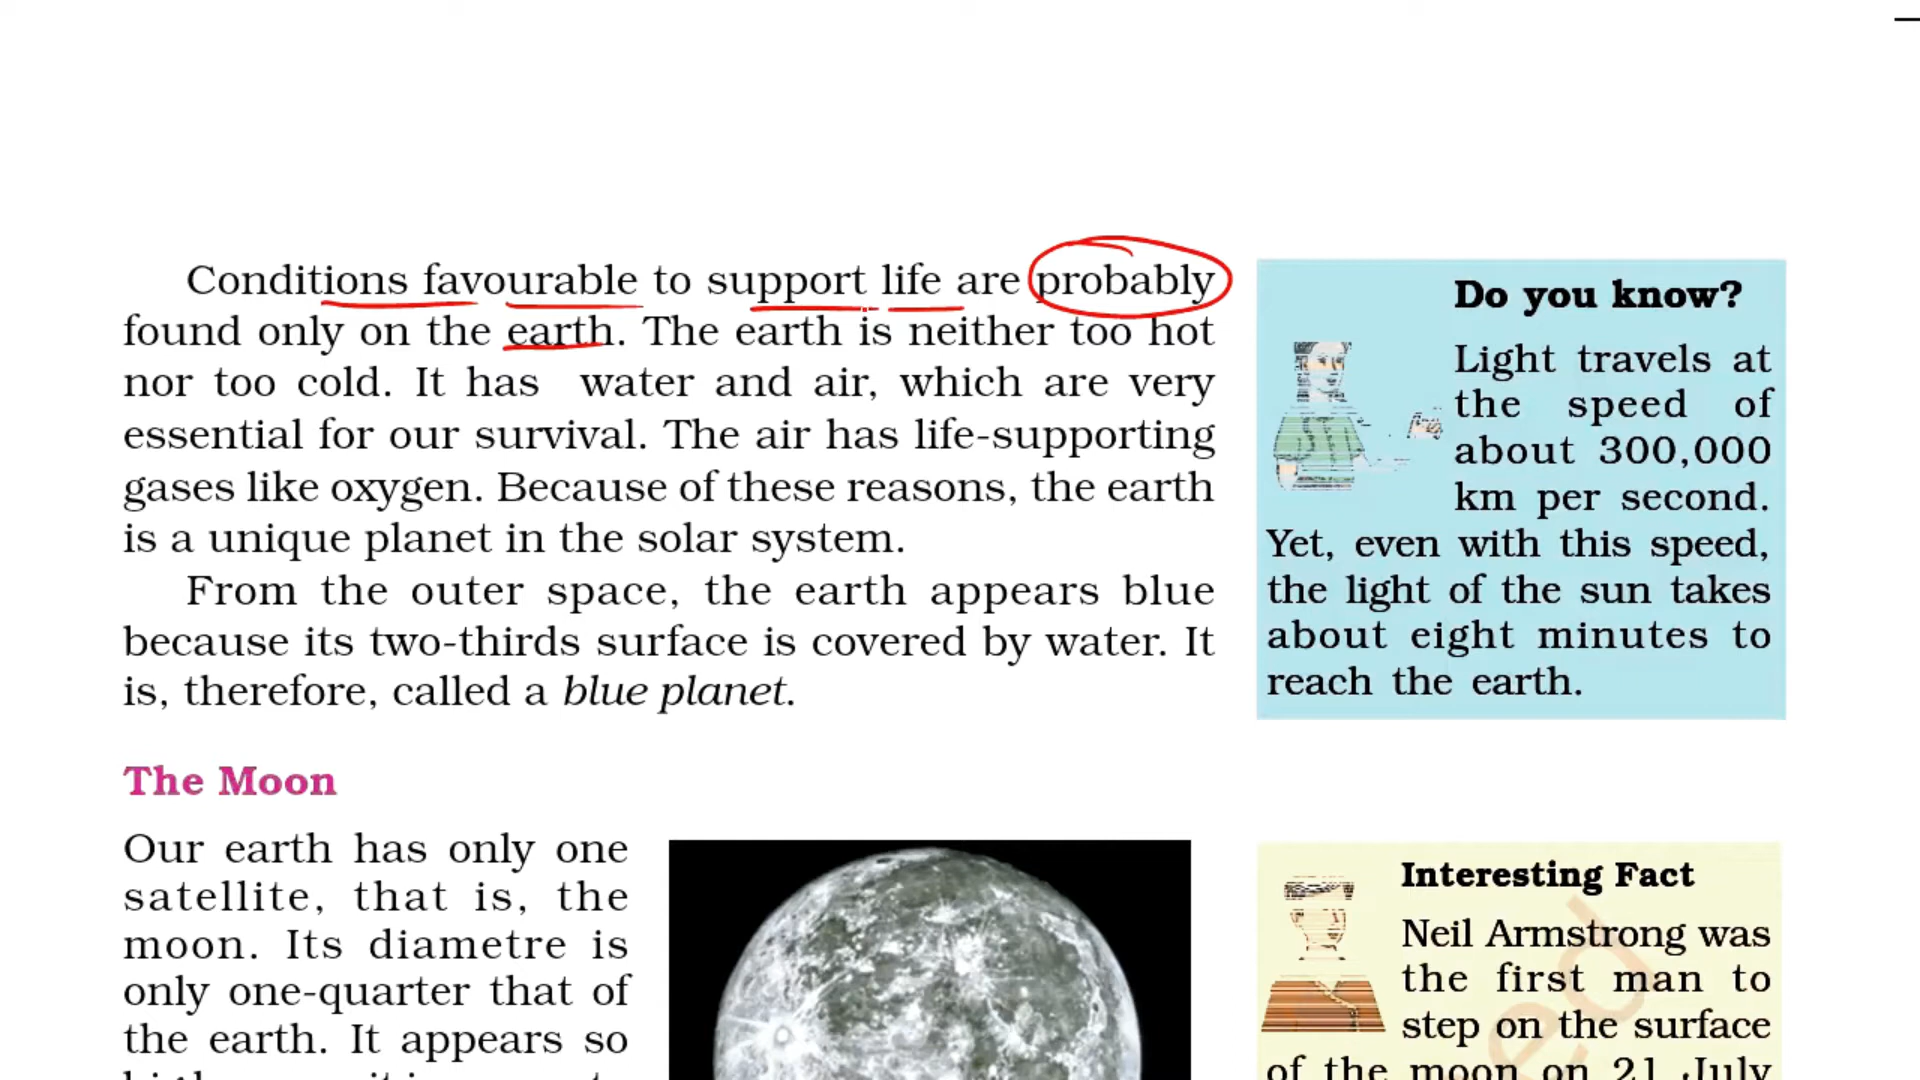 Conditions favourable to support life are probably
found only on the earth. The earth is neither too hot
nor too cold. It has water and air, which are very
essential for our survival. The air has life-supporting
gases like oxygen. Because of these reasons, the earth
is a unique planet in the solar system.
From the outer space, the earth appears blue
because its two-thirds surface is covered by water. It
is, therefore, called a blue planet.
Do you know?
Light travels at
the speed of
about 300,000
km per second.
Yet, even with this speed,
the light of the sun takes
about eight minutes to
reach the earth.
The Moon
Our earth has only one
satellite, that is, the
moon. Its diametre is
only one-quarter that of
the earth. It appears so
Interesting Fact
Neil Armstrong was
the first man to
step on the surface
of the moon on 21 July